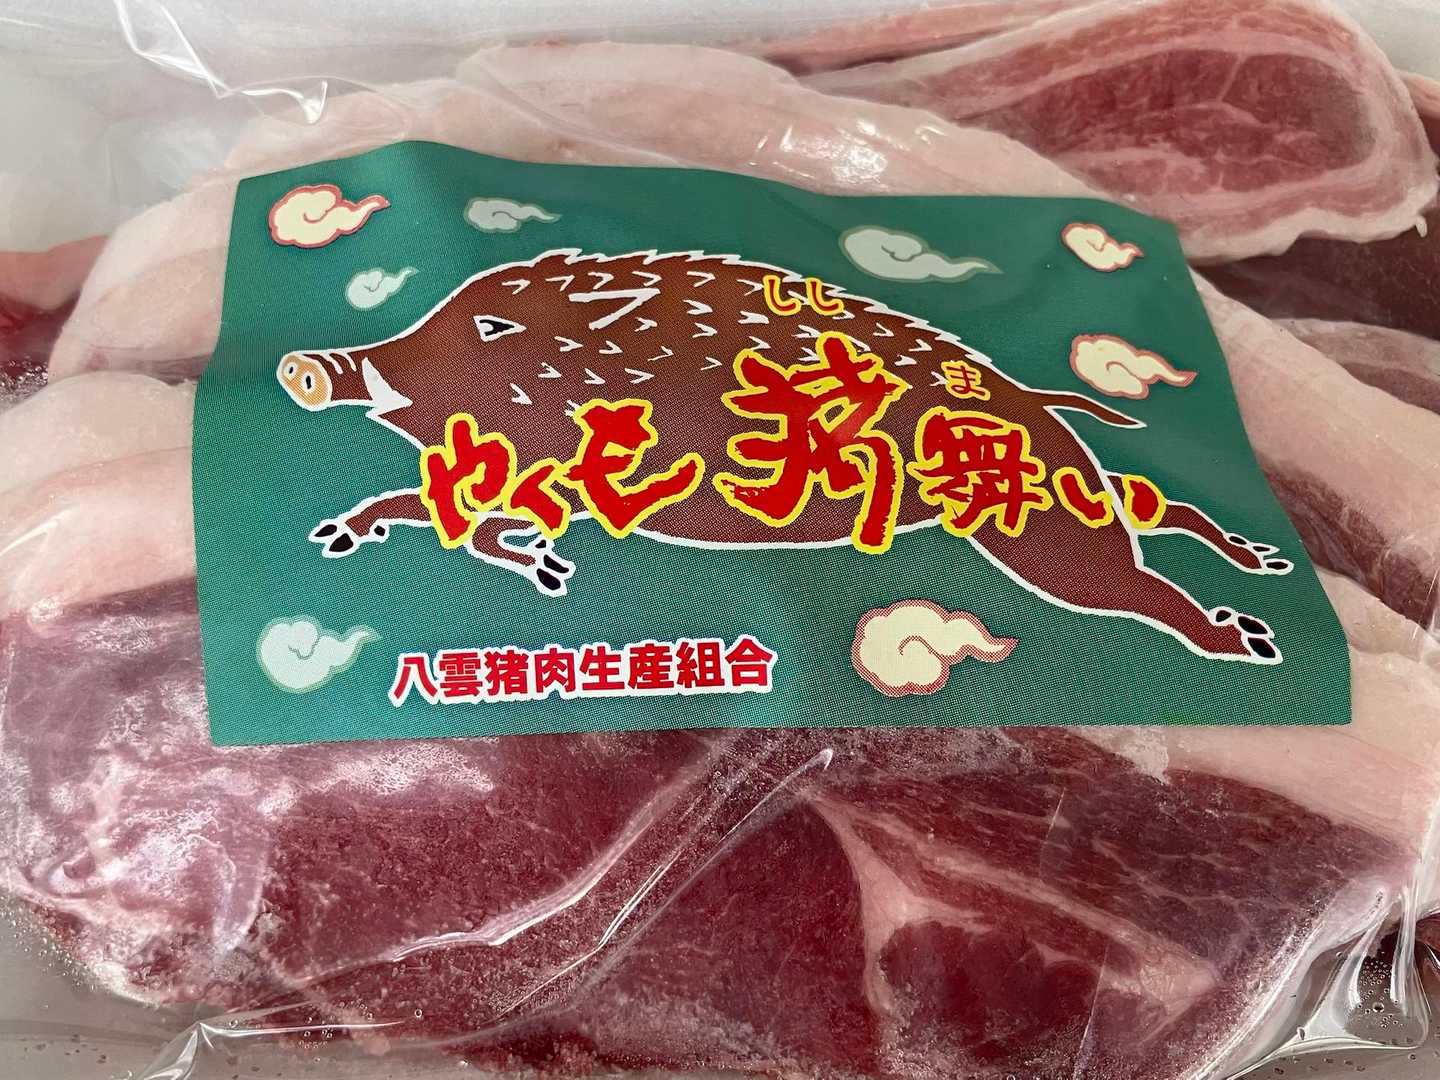 しし
ま
やくも猪舞い
八雲猪肉生産組合